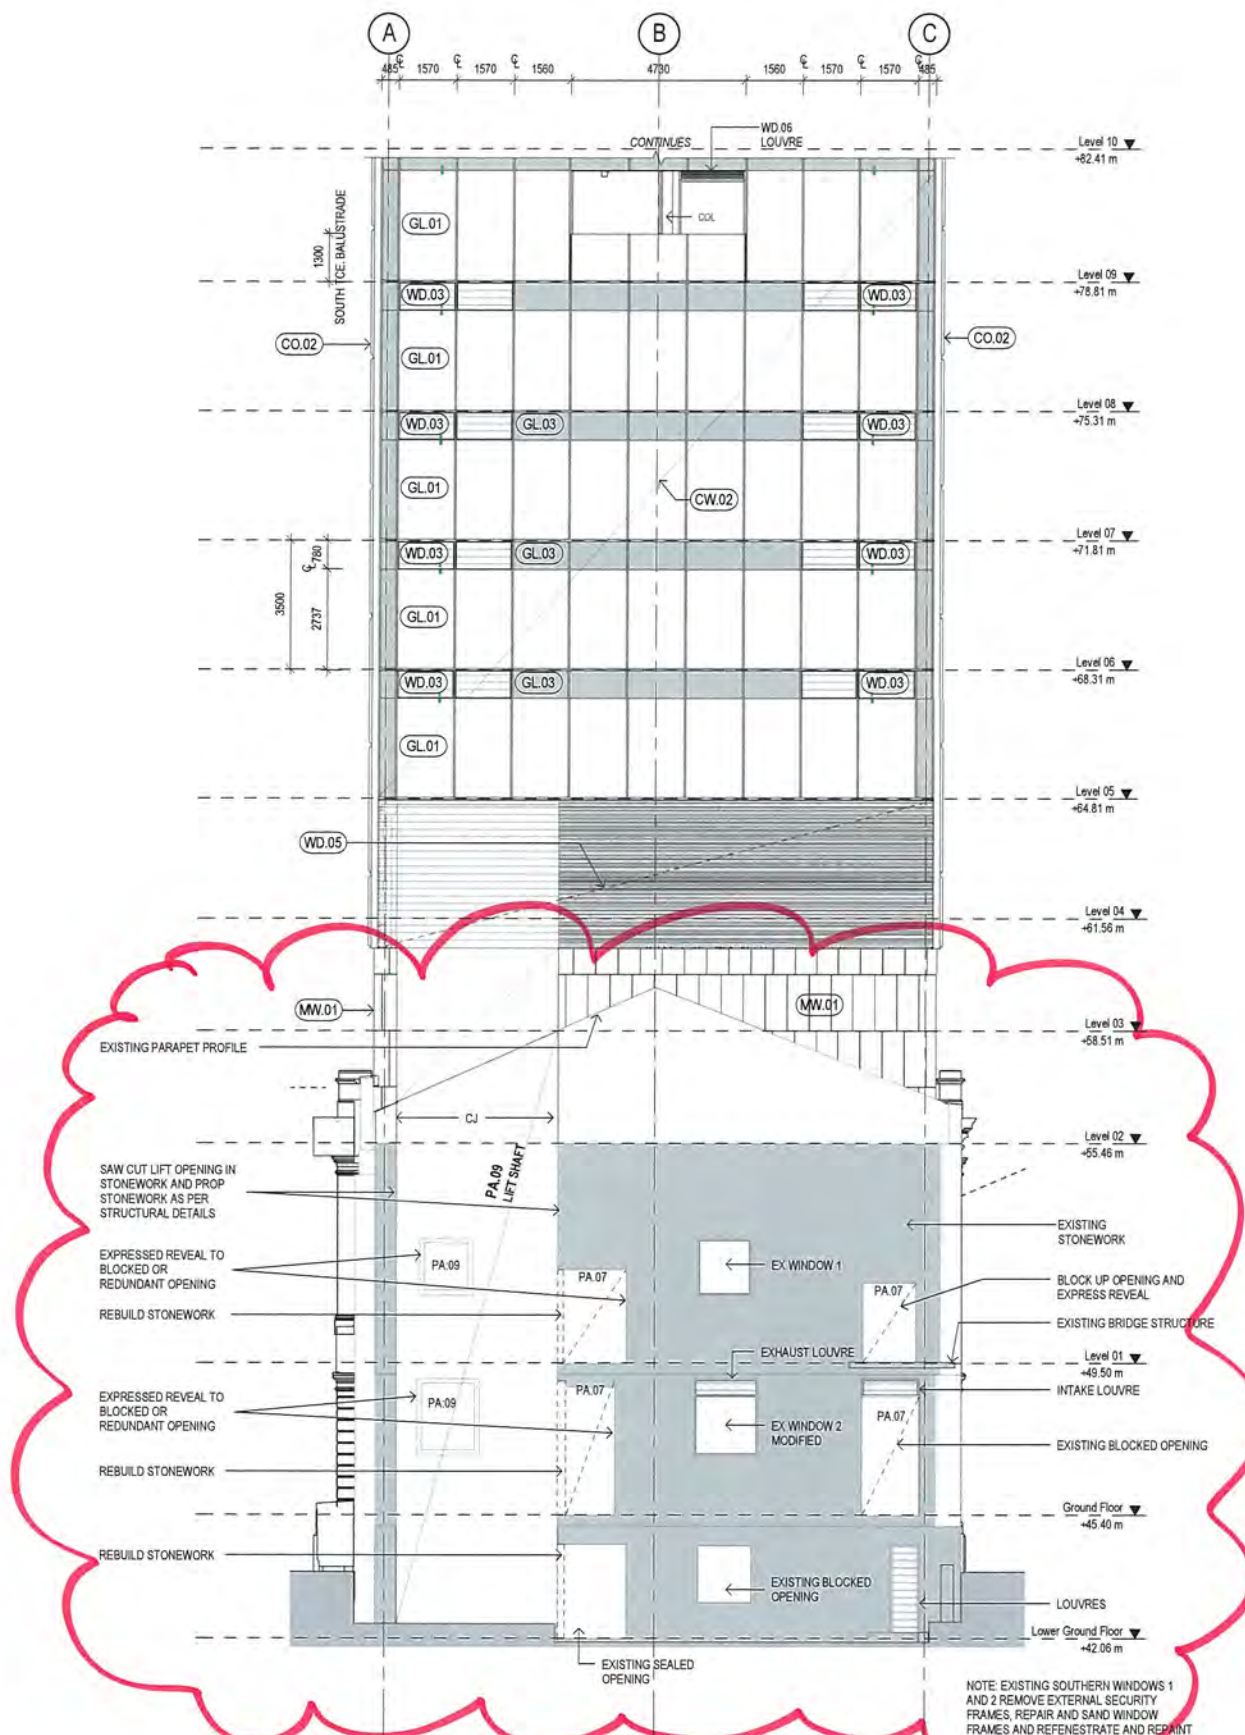 A B C
485 ℄ 1570 ℄ 1570 ℄ 1560 4730 1560 ℄ 1570 1570 ℄ 485
CONTINUES
WD.06
LOUVRE
Level 10
+82.41 m
GL.01
COL
1300
SOUTH TCE. BALUSTRADE
Level 09
+78.81 m
WD.03 WD.03
CO.02 CO.02
GL.01
Level 08
+75.31 m
WD.03 GL.03 WD.03
GL.01
CW.02
Level 07
+71.81 m
WD.03 GL.03 WD.03
℄ 780
3500
2737
GL.01
Level 06
+68.31 m
WD.03 GL.03 WD.03
GL.01
Level 05
+64.81 m
WD.05
Level 04
+61.56 m
MW.01 MW.01
Level 03
+58.51 m
EXISTING PARAPET PROFILE
CJ
Level 02
+55.46 m
PA.09
LIFT SHAFT
SAW CUT LIFT OPENING IN
STONEWORK AND PROP
STONEWORK AS PER
STRUCTURAL DETAILS
EXISTING
STONEWORK
EXPRESSED REVEAL TO
BLOCKED OR
REDUNDANT OPENING
PA.09
EX WINDOW 1
PA.07
PA.07
BLOCK UP OPENING AND
EXPRESS REVEAL
REBUILD STONEWORK
EXISTING BRIDGE STRUCTURE
EXHAUST LOUVRE
Level 01
+49.50 m
EXPRESSED REVEAL TO
BLOCKED OR
REDUNDANT OPENING
PA.09
PA.07
INTAKE LOUVRE
PA.07
EX WINDOW 2
MODIFIED
EXISTING BLOCKED OPENING
REBUILD STONEWORK
Ground Floor
+45.40 m
REBUILD STONEWORK
EXISTING BLOCKED
OPENING
LOUVRES
Lower Ground Floor
+42.06 m
EXISTING SEALED
OPENING
NOTE: EXISTING SOUTHERN WINDOWS 1
AND 2 REMOVE EXTERNAL SECURITY
FRAMES, REPAIR AND SAND WINDOW
FRAMES AND REFENESTRATE AND REPAINT